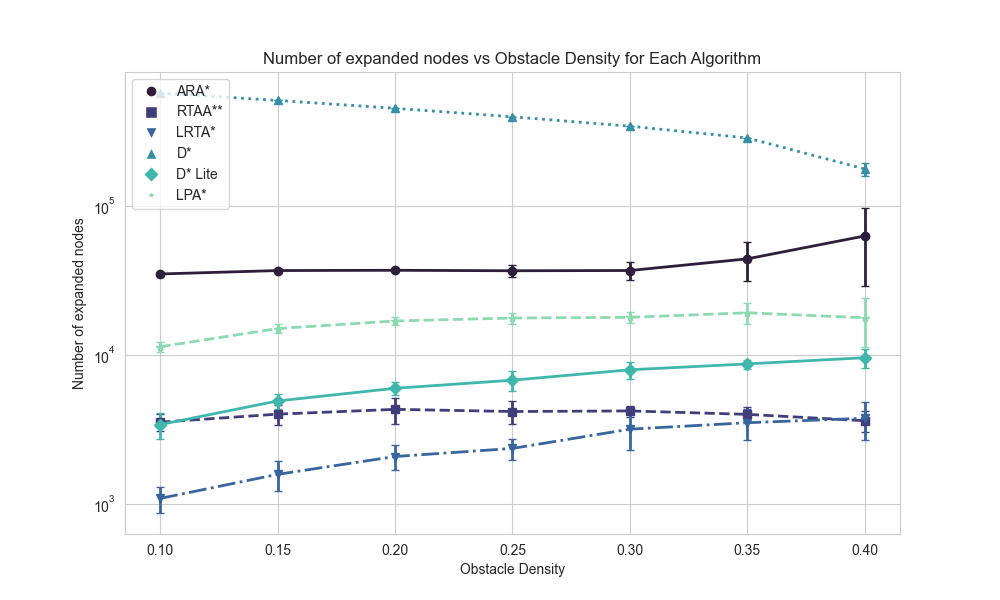 Number of expanded nodes vs Obstacle Density for Each Algorithm
ARA*
RTAA**
LRTA*
D*
D* Lite
LPA*
Number of expanded nodes
10^5
10^4
10^3
0.10 0.15 0.20 0.25 0.30 0.35 0.40
Obstacle Density